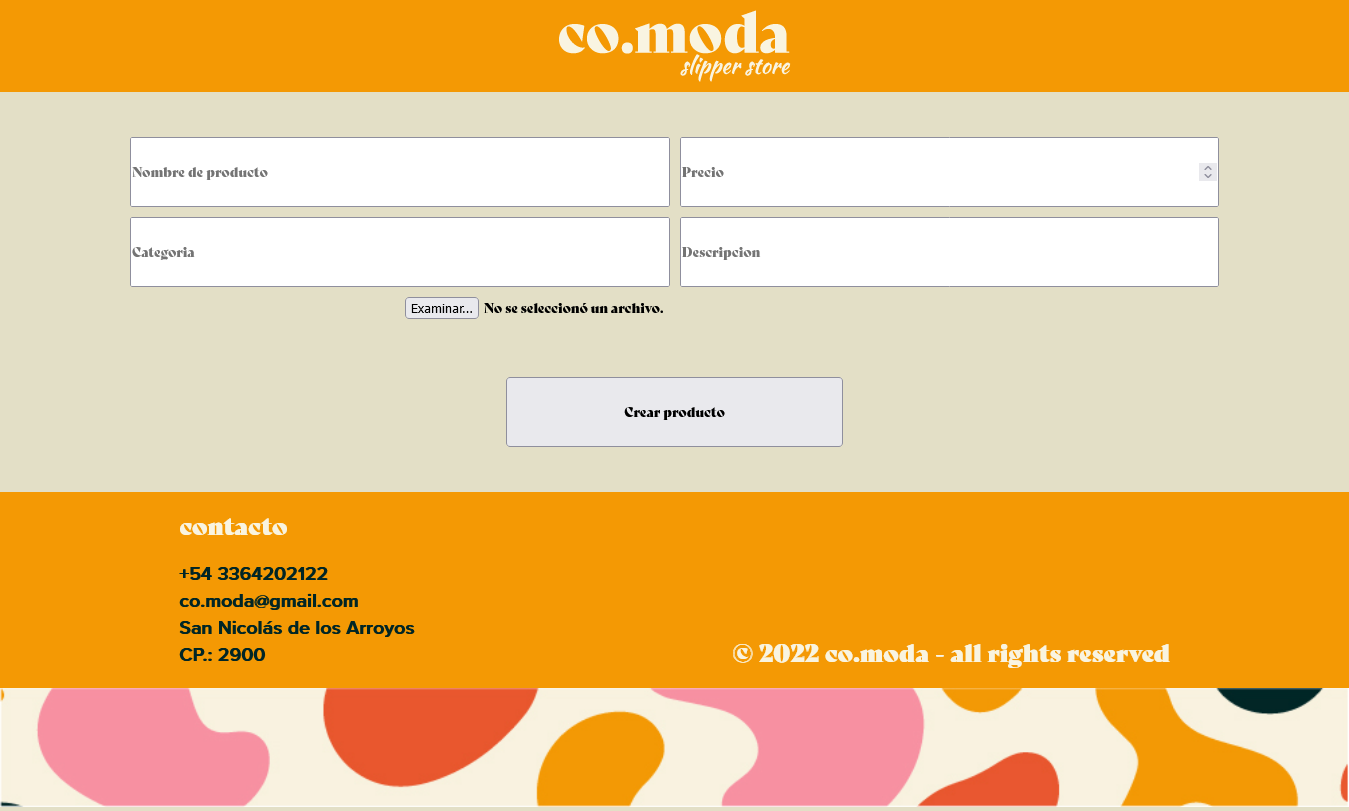 co.moda
slipper store
Nombre de producto
Precio
Categoria
Descripcion
Examinar... No se seleccionó un archivo.
Crear producto
contacto
+54 3364202122
co.moda@gmail.com
San Nicolás de los Arroyos
CP.: 2900
© 2022 co.moda - all rights reserved